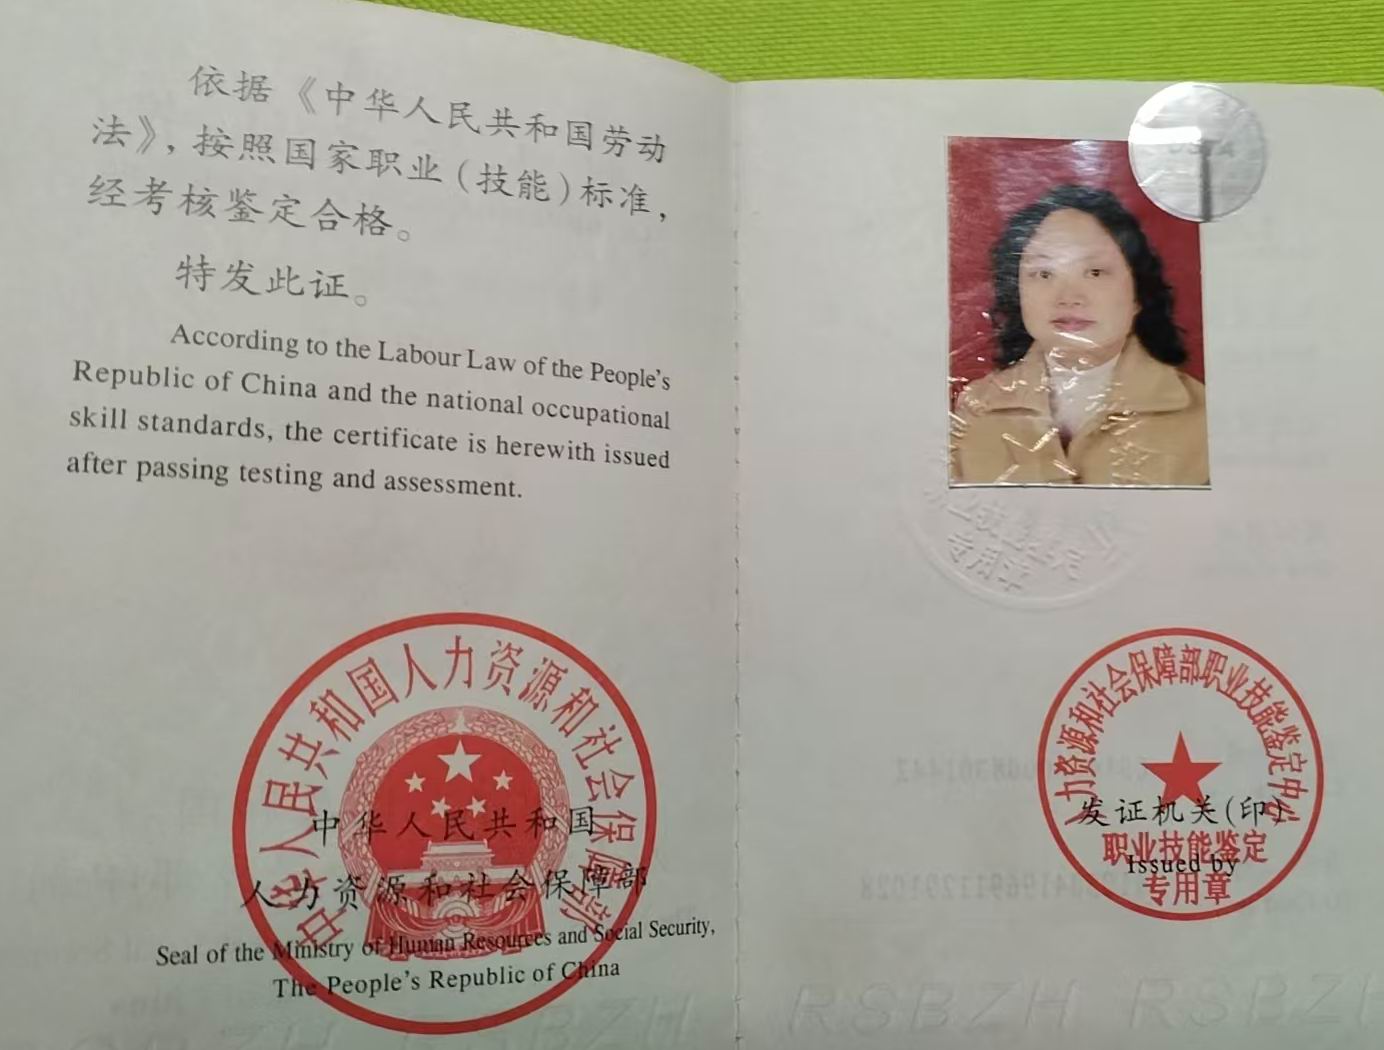 依据《中华人民共和国劳动
法》，按照国家职业（技能）标准，
经考核鉴定合格。
特发此证。
According to the Labour Law of the People's
Republic of China and the national occupational
skill standards, the certificate is herewith issued
after passing testing and assessment.
中华人民共和国人力资源和社会保障部
中华人民共和国
人力资源和社会保障部
Seal of the Ministry of Human Resources and Social Security,
The People's Republic of China
专用章
人力资源和社会保障部职业技能鉴定中心
发证机关(印)
职业技能鉴定
Issued by
专用章
RSBZH RSBZH